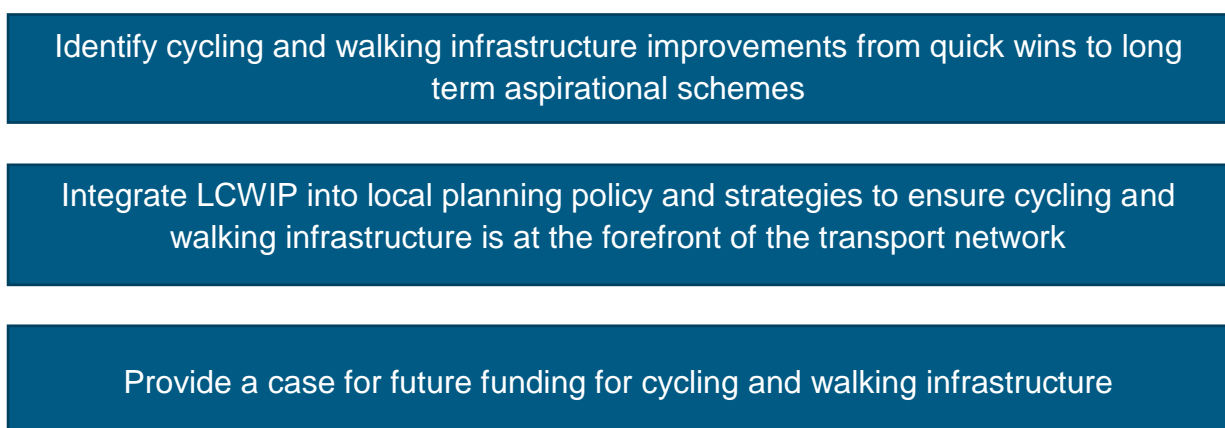 Identify cycling and walking infrastructure improvements from quick wins to long
term aspirational schemes
Integrate LCWIP into local planning policy and strategies to ensure cycling and
walking infrastructure is at the forefront of the transport network
Provide a case for future funding for cycling and walking infrastructure